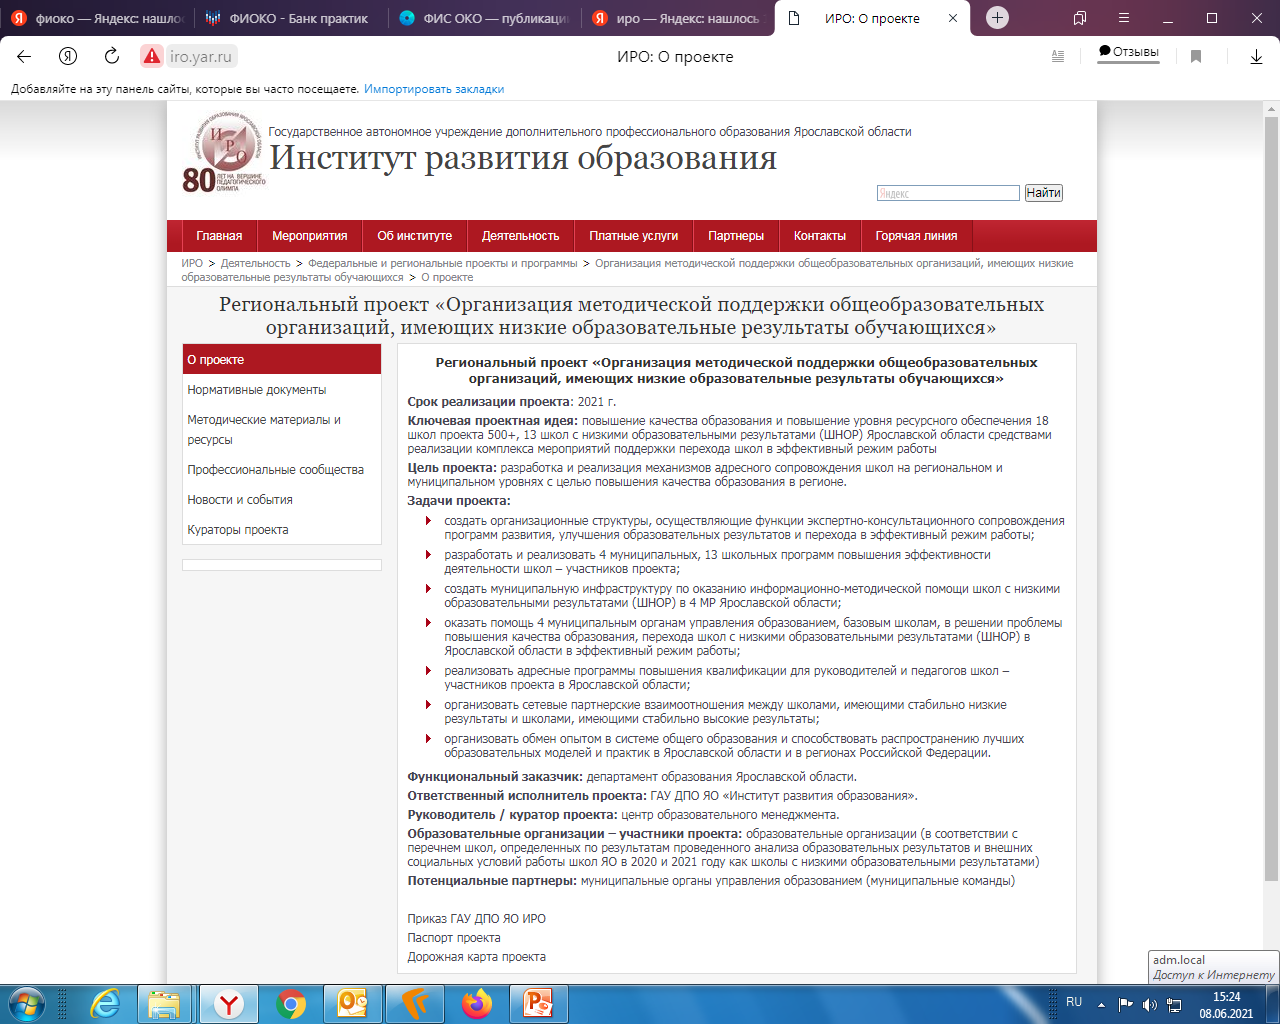 фиоко — Яндекс: нашлос
ФИОКО - Банк практик
ФИС ОКО — публикации
иро — Яндекс: нашлось
ИРО: О проекте
iro.yar.ru
ИРО: О проекте
Отзывы
Добавляйте на эту панель сайты, которые вы часто посещаете. Импортировать закладки
Государственное автономное учреждение дополнительного профессионального образования Ярославской области
Институт развития образования
ИРО
80 ЛЕТ НА ВЕРШИНЕ
ПЕДАГОГИЧЕСКОГО
ОЛИМПА
Яндекс
Найти
Главная
Мероприятия
Об институте
Деятельность
Платные услуги
Партнеры
Контакты
Горячая линия
ИРО > Деятельность > Федеральные и региональные проекты и программы > Организация методической поддержки общеобразовательных организаций, имеющих низкие
образовательные результаты обучающихся > О проекте
Региональный проект «Организация методической поддержки общеобразовательных
организаций, имеющих низкие образовательные результаты обучающихся»
О проекте
Нормативные документы
Методические материалы и
ресурсы
Профессиональные сообщества
Новости и события
Кураторы проекта
Региональный проект «Организация методической поддержки общеобразовательных
организаций, имеющих низкие образовательные результаты обучающихся»
Срок реализации проекта: 2021 г.
Ключевая проектная идея: повышение качества образования и повышение уровня ресурсного обеспечения 18
школ проекта 500+, 13 школ с низкими образовательными результатами (ШНОР) Ярославской области средствами
реализации комплекса мероприятий поддержки перехода школ в эффективный режим работы
Цель проекта: разработка и реализация механизмов адресного сопровождения школ на региональном и
муниципальном уровнях с целью повышения качества образования в регионе.
Задачи проекта:
создать организационные структуры, осуществляющие функции экспертно-консультационного сопровождения
программ развития, улучшения образовательных результатов и перехода в эффективный режим работы;
разработать и реализовать 4 муниципальных, 13 школьных программ повышения эффективности
деятельности школ – участников проекта;
создать муниципальную инфраструктуру по оказанию информационно-методической помощи школ с низкими
образовательными результатами (ШНОР) в 4 МР Ярославской области;
оказать помощь 4 муниципальным органам управления образованием, базовым школам, в решении проблемы
повышения качества образования, перехода школ с низкими образовательными результатами (ШНОР) в
Ярославской области в эффективный режим работы;
реализовать адресные программы повышения квалификации для руководителей и педагогов школ –
участников проекта в Ярославской области;
организовать сетевые партнерские взаимоотношения между школами, имеющими стабильно низкие
результаты и школами, имеющими стабильно высокие результаты;
организовать обмен опытом в системе общего образования и способствовать распространению лучших
образовательных моделей и практик в Ярославской области и в регионах Российской Федерации.
Функциональный заказчик: департамент образования Ярославской области.
Ответственный исполнитель проекта: ГАУ ДПО ЯО «Институт развития образования».
Руководитель / куратор проекта: центр образовательного менеджмента.
Образовательные организации – участники проекта: образовательные организации (в соответствии с
перечнем школ, определенных по результатам проведенного анализа образовательных результатов и внешних
социальных условий работы школ ЯО в 2020 и 2021 году как школы с низкими образовательными результатами)
Потенциальные партнеры: муниципальные органы управления образованием (муниципальные команды)
Приказ ГАУ ДПО ЯО ИРО
Паспорт проекта
Дорожная карта проекта
adm.local
Доступ к Интернету
RU
15:24
08.06.2021